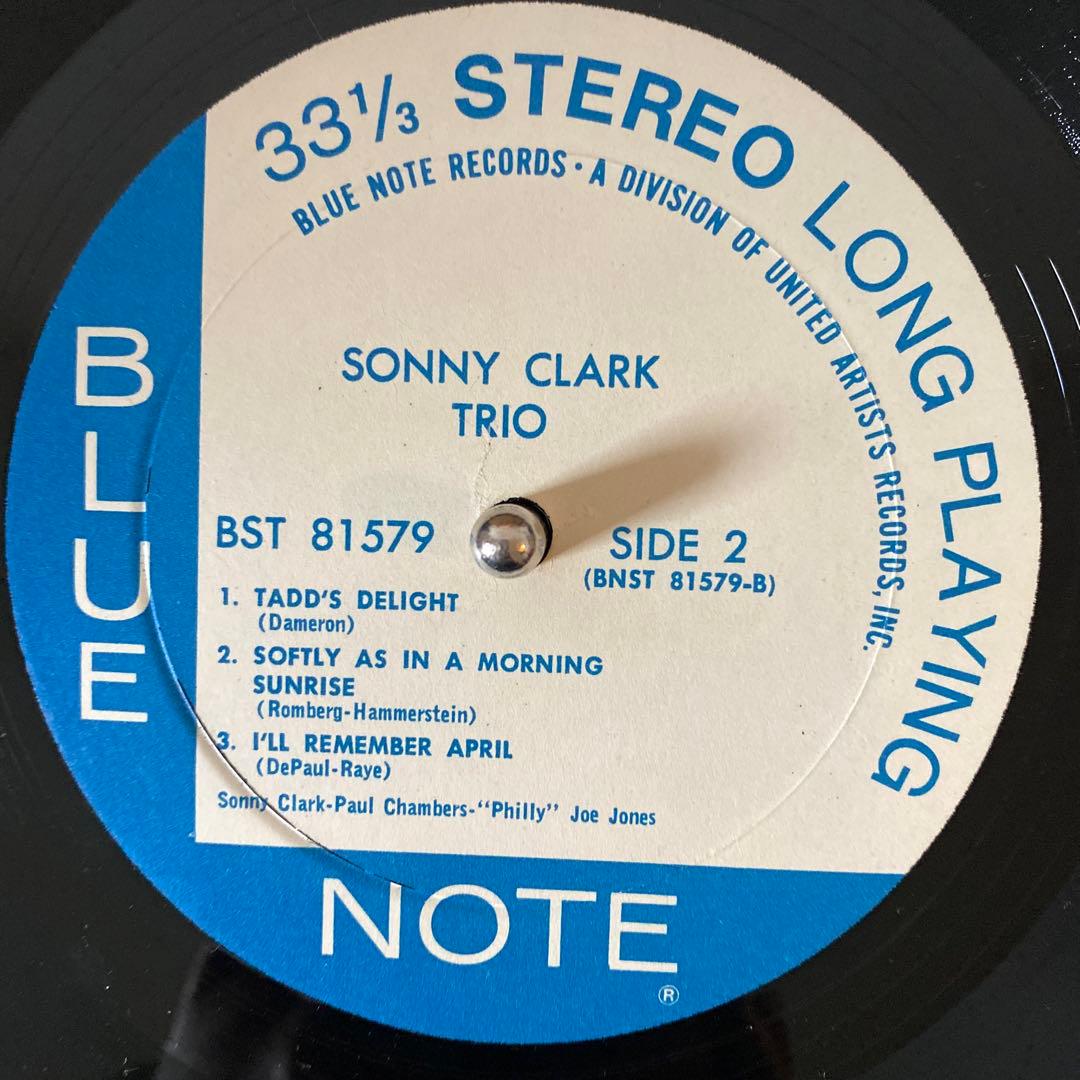 33⅓ STEREO LONG PLAYING
BLUE NOTE RECORDS · A DIVISION OF UNITED ARTISTS RECORDS, INC.
SONNY CLARK
TRIO
BST 81579
SIDE 2
(BNST 81579-B)
1. TADD'S DELIGHT
(Dameron)
2. SOFTLY AS IN A MORNING
SUNRISE
(Romberg-Hammerstein)
3. I'LL REMEMBER APRIL
(DePaul-Raye)
Sonny Clark-Paul Chambers-“Philly” Joe Jones
BLUE
NOTE
®